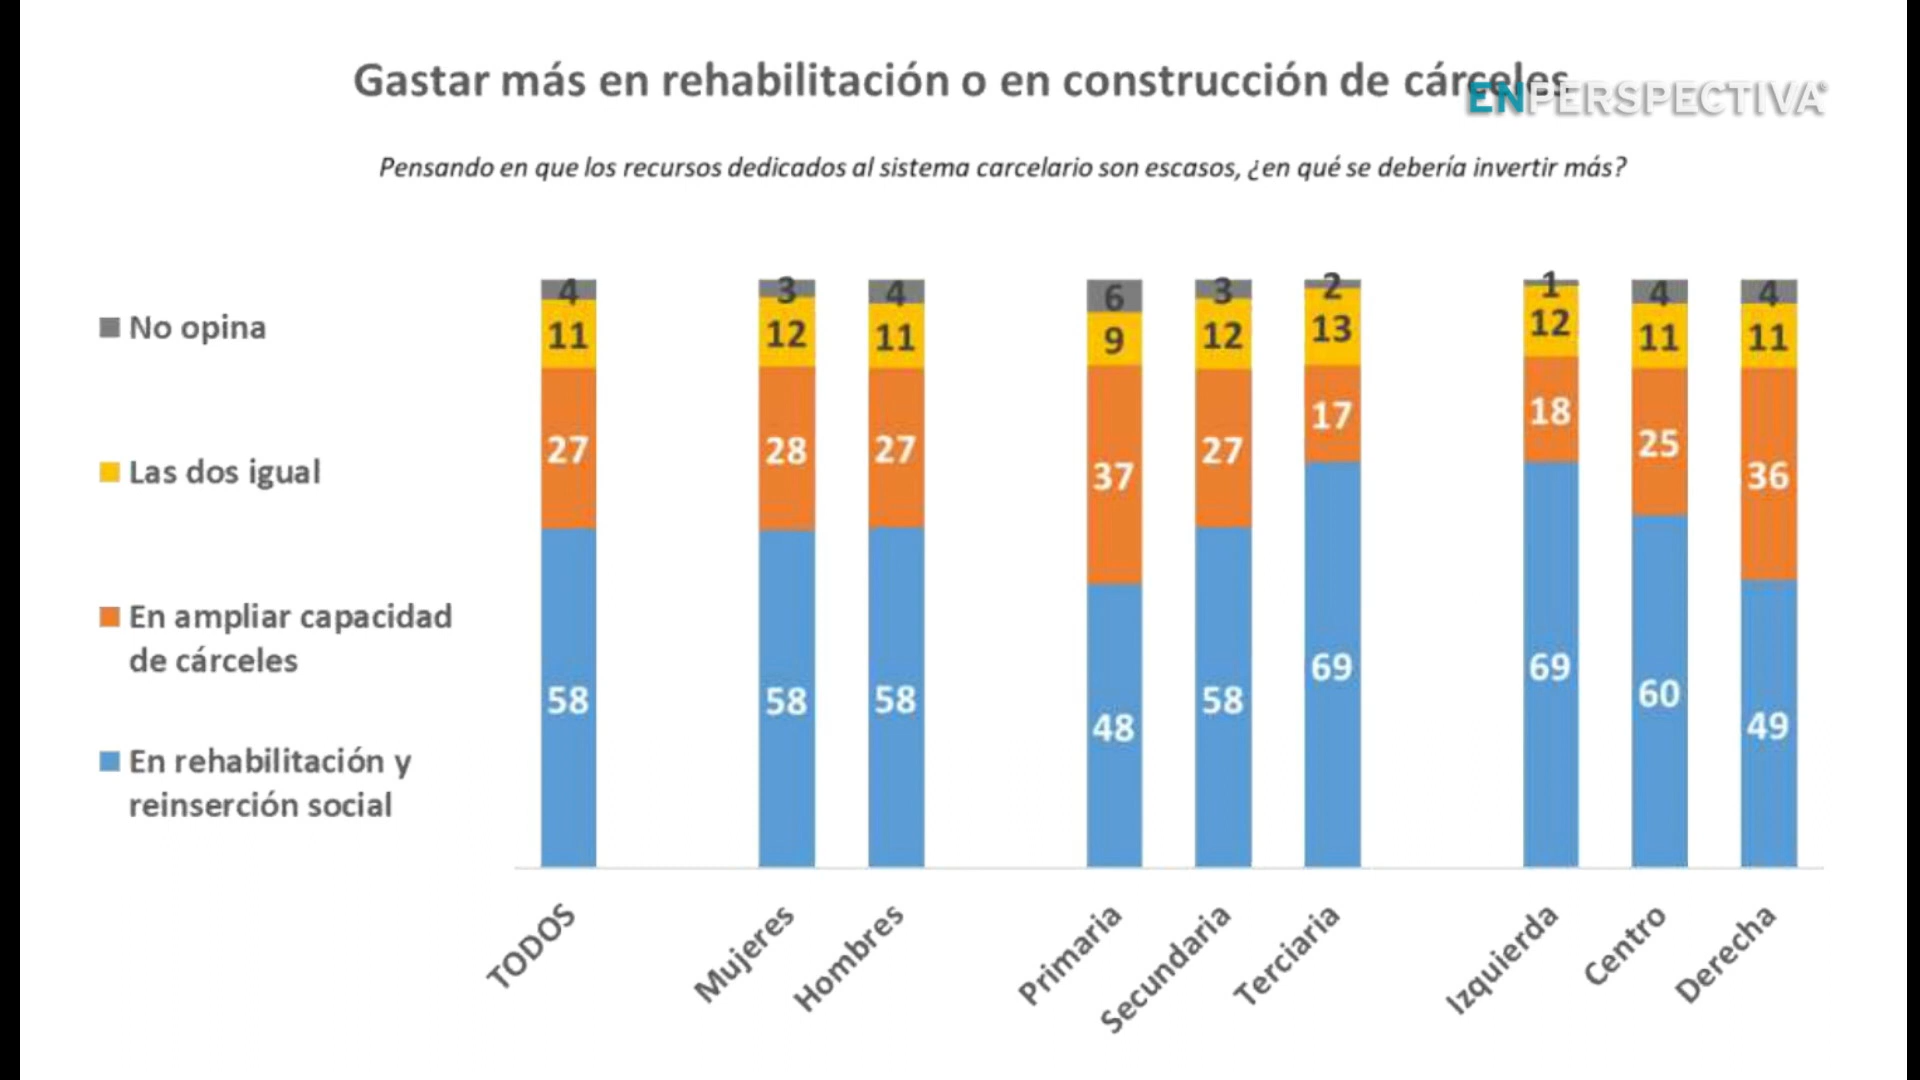 Gastar más en rehabilitación o en construcción de cárceles
ENPERSPECTIVA
Pensando en que los recursos dedicados al sistema carcelario son escasos, ¿en qué se debería invertir más?
No opina
Las dos igual
En ampliar capacidad
de cárceles
En rehabilitación y
reinserción social
4 3 4 6 3 2 1 4 4
11 12 11 9 12 13 12 11 11
27 28 27 37 27 17 18 25 36
58 58 58 48 58 69 69 60 49
TODOS Mujeres Hombres Primaria Secundaria Terciaria Izquierda Centro Derecha